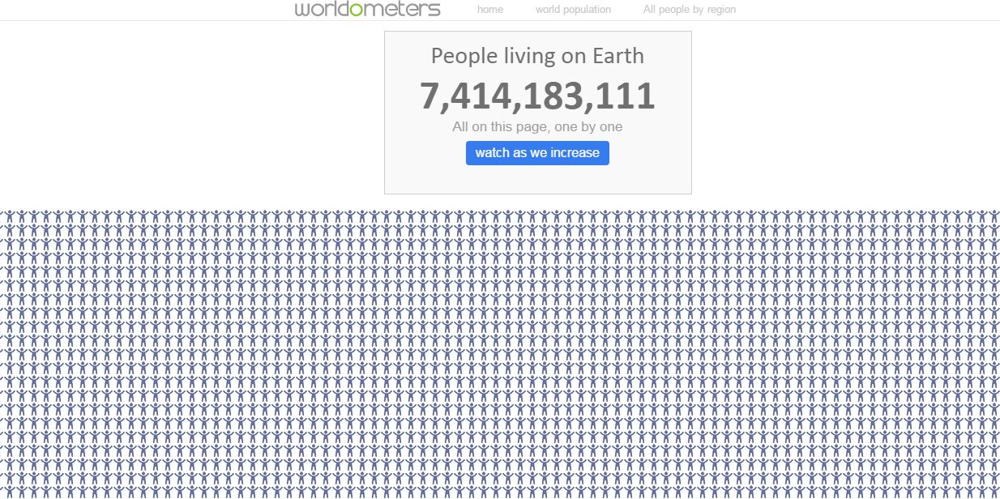 worldometers home world population All people by region
People living on Earth
7,414,183,111
All on this page, one by one
watch as we increase